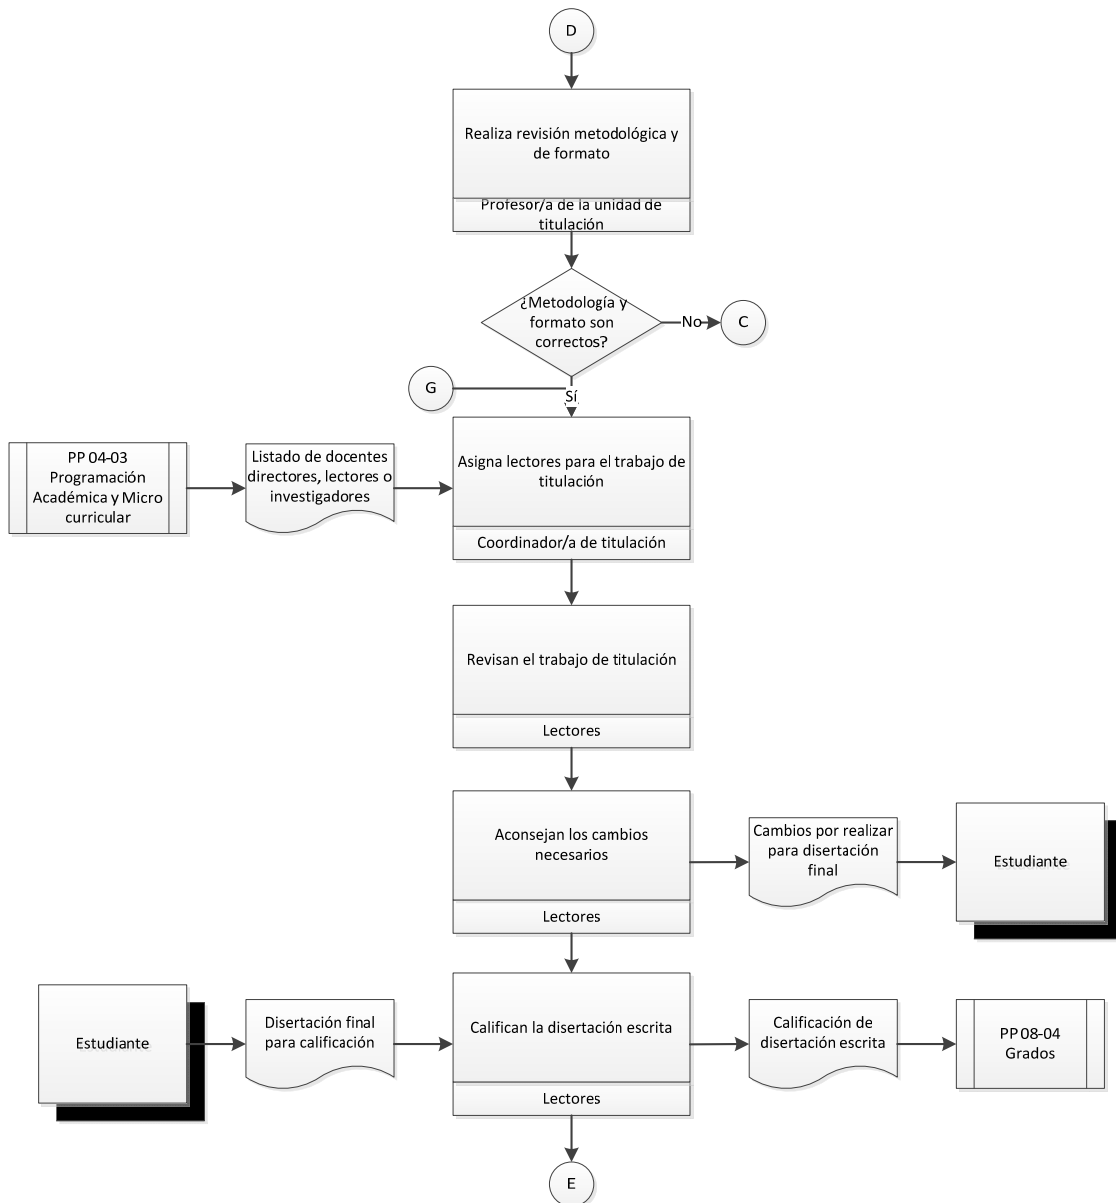 D
Realiza revisión metodológica y
de formato
Profesor/a de la unidad de
titulación
¿Metodología y
formato son
correctos?
No
C
G
Sí
PP 04-03
Programación
Académica y Micro
curricular
Listado de docentes
directores, lectores o
investigadores
Asigna lectores para el trabajo de
titulación
Coordinador/a de titulación
Revisan el trabajo de titulación
Lectores
Aconsejan los cambios
necesarios
Lectores
Cambios por realizar
para disertación
final
Estudiante
Estudiante
Disertación final
para calificación
Califican la disertación escrita
Lectores
Calificación de
disertación escrita
PP 08-04
Grados
E